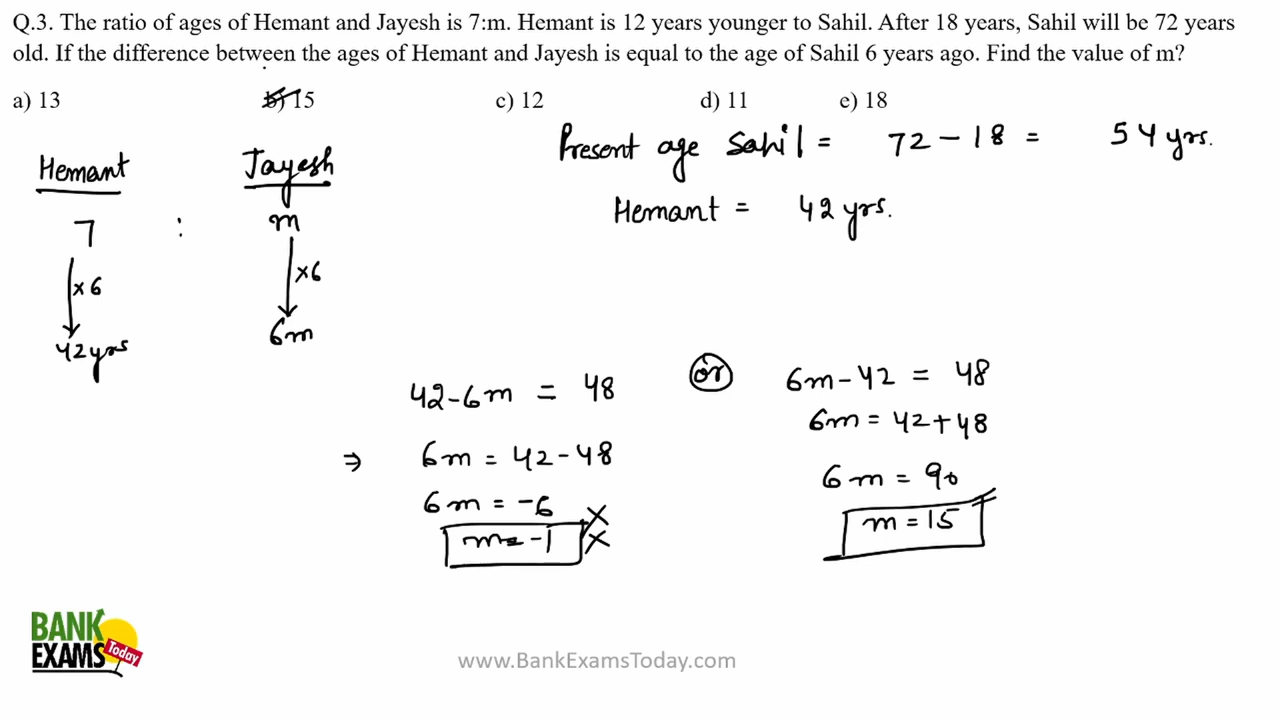 Q.3. The ratio of ages of Hemant and Jayesh is 7:m. Hemant is 12 years younger to Sahil. After 18 years, Sahil will be 72 years
old. If the difference between the ages of Hemant and Jayesh is equal to the age of Sahil 6 years ago. Find the value of m?
a) 13 b) 15 c) 12 d) 11 e) 18
Present age Sahil = 72 - 18 = 54 yrs.
Hemant = 42 yrs.
Hemant Jayesh
7 : m
×6 ×6
42 yrs 6m
42 - 6m = 48
⇒ 6m = 42 - 48
6m = -6
m = -1 × ×
or
6m - 42 = 48
6m = 42 + 48
6m = 90
m = 15
BANK
EXAMS Today
www.BankExamsToday.com